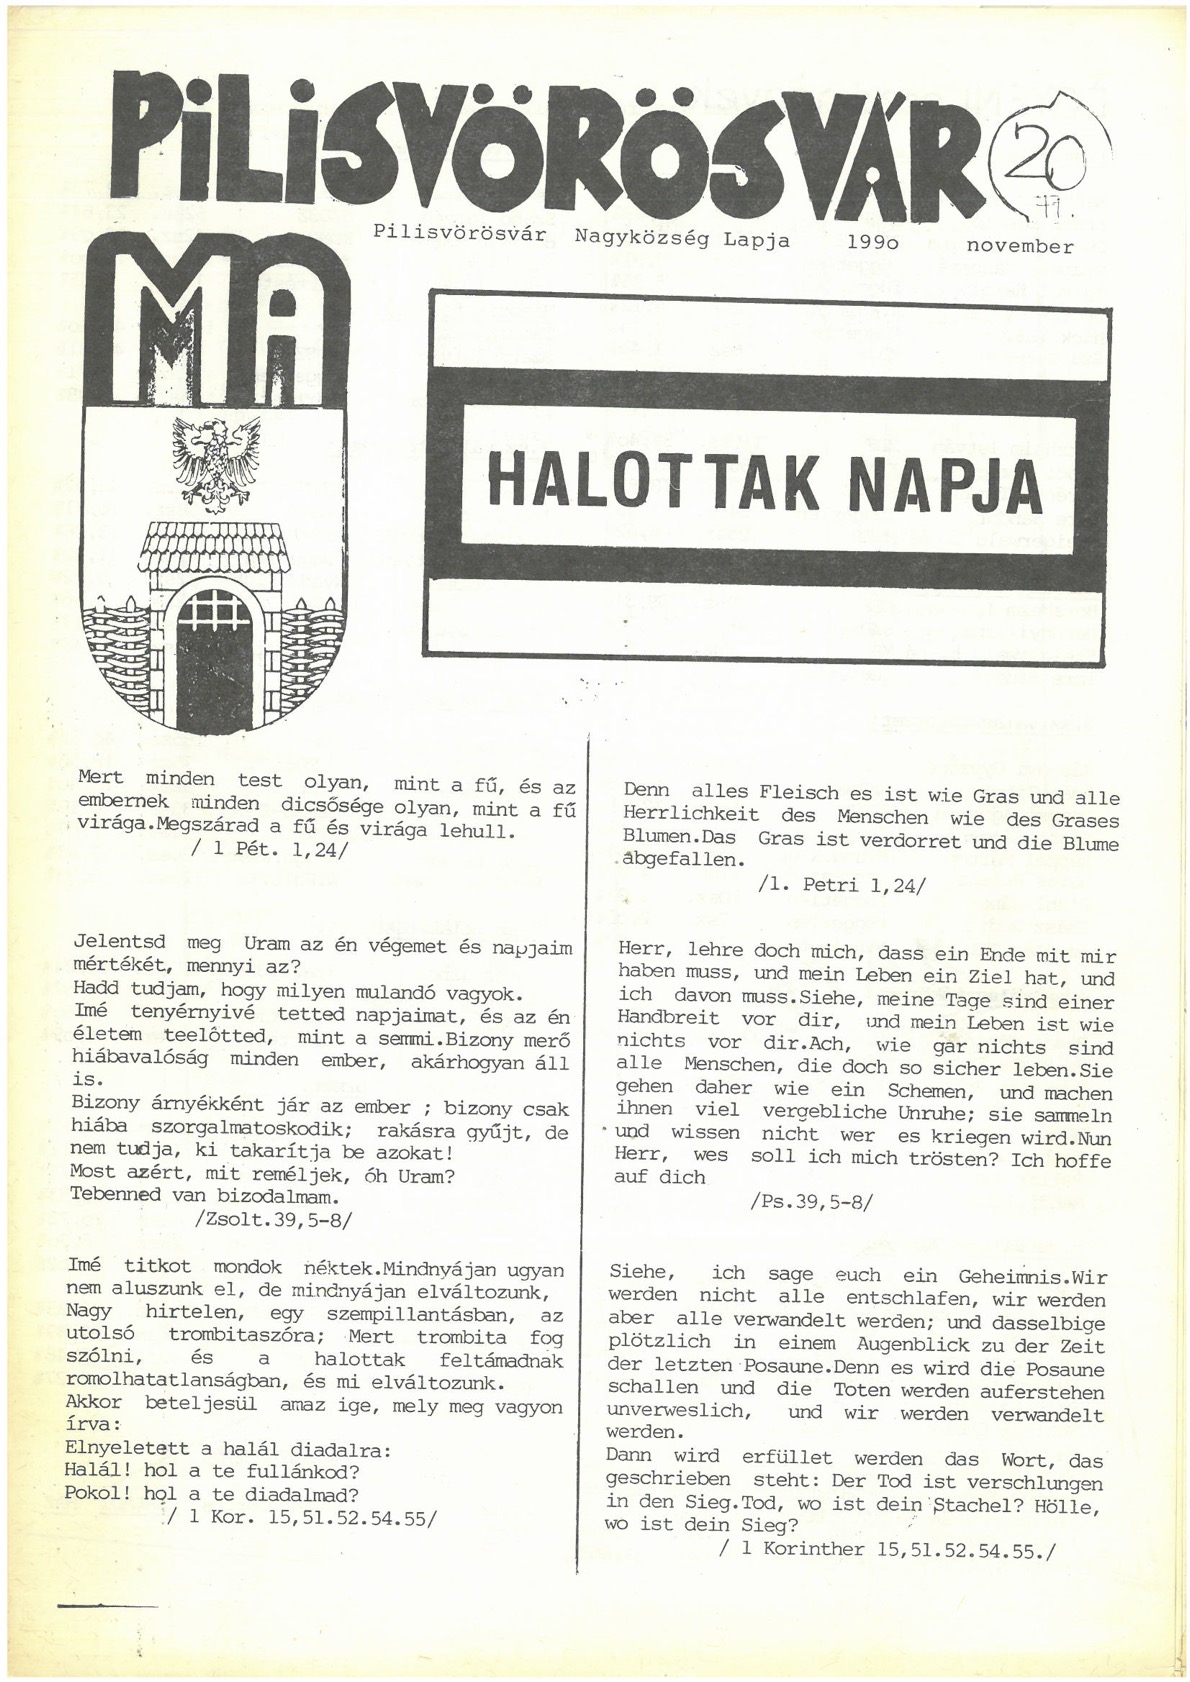 PILISVÖRÖSVÁR
20
11.
MA
Pilisvörösvár Nagyközség Lapja 199o november
HALOTTAK NAPJA
Mert minden test olyan, mint a fű, és az
embernek minden dicsősége olyan, mint a fű
virága.Megszárad a fű és virága lehull.
/ 1 Pét. 1,24/
Jelentsd meg Uram az én végemet és napjaim
mértékét, mennyi az?
Hadd tudjam, hogy milyen mulandó vagyok.
Imé tenyérnyivé tetted napjaimat, és az én
életem teelőtted, mint a semmi.Bizony merő
hiábavalóság minden ember, akárhogyan áll
is.
Bizony árnyékként jár az ember ; bizony csak
hiába szorgalmatoskodik; rakásra gyűjt, de
nem tudja, ki takarítja be azokat!
Most azért, mit reméljek, óh Uram?
Tebenned van bizodalmam.
/Zsolt.39,5-8/
Imé titkot mondok néktek.Mindnyájan ugyan
nem aluszunk el, de mindnyájan elváltozunk,
Nagy hirtelen, egy szempillantásban, az
utolsó trombitaszóra; Mert trombita fog
szólni, és a halottak feltámadnak
romolhatatlanságban, és mi elváltozunk.
Akkor beteljesül amaz ige, mely meg vagyon
írva:
Elnyeletett a halál diadalra:
Halál! hol a te fullánkod?
Pokol! hol a te diadalmad?
/ 1 Kor. 15,51.52.54.55/
Denn alles Fleisch es ist wie Gras und alle
Herrlichkeit des Menschen wie des Grases
Blumen.Das Gras ist verdorret und die Blume
abgefallen.
/1. Petri 1,24/
Herr, lehre doch mich, dass ein Ende mit mir
haben muss, und mein Leben ein Ziel hat, und
ich davon muss.Siehe, meine Tage sind einer
Handbreit vor dir, und mein Leben ist wie
nichts vor dir.Ach, wie gar nichts sind
alle Menschen, die doch so sicher leben.Sie
gehen daher wie ein Schemen, und machen
ihnen viel vergebliche Unruhe; sie sammeln
und wissen nicht wer es kriegen wird.Nun
Herr, wes soll ich mich trösten? Ich hoffe
auf dich
/Ps.39,5-8/
Siehe, ich sage euch ein Geheimnis.Wir
werden nicht alle entschlafen, wir werden
aber alle verwandelt werden; und dasselbige
plötzlich in einem Augenblick zu der Zeit
der letzten Posaune.Denn es wird die Posaune
schallen und die Toten werden auferstehen
unverweslich, und wir werden verwandelt
werden.
Dann wird erfüllet werden das Wort, das
geschrieben steht: Der Tod ist verschlungen
in den Sieg.Tod, wo ist dein Stachel? Hölle,
wo ist dein Sieg?
/ 1 Korinther 15,51.52.54.55./